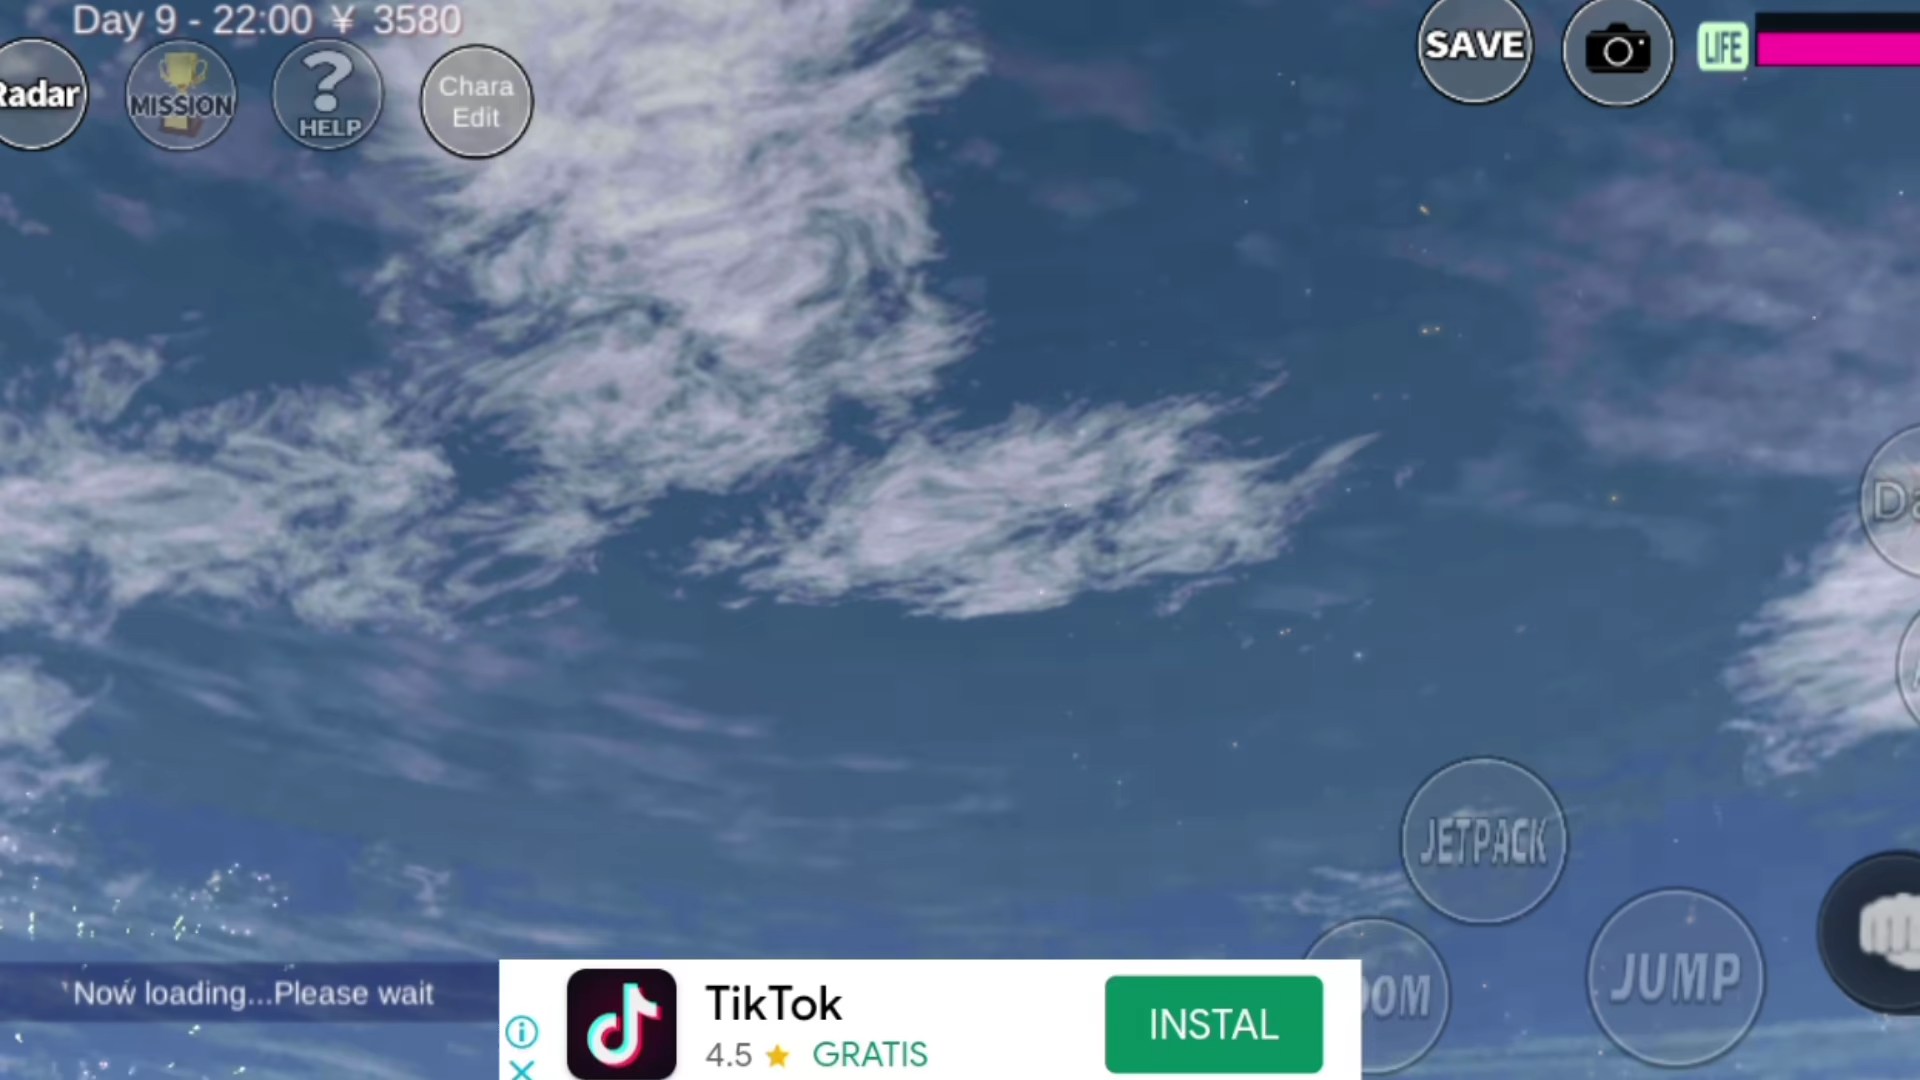 Day 9 - 22:00 ¥ 3580
SAVE
LIFE
Radar
MISSION
?
HELP
Chara
Edit
JETPACK
JUMP
Now loading...Please wait
TikTok
4.5 ★ GRATIS
INSTAL